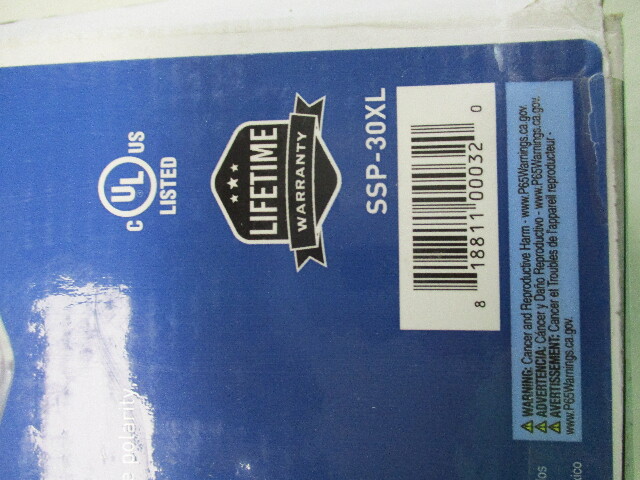 C UL US
LISTED
LIFETIME
WARRANTY
SSP-30XL
8 18811 00032 0
WARNING: Cancer and Reproductive Harm - www.P65Warnings.ca.gov.
ADVERTENCIA: Cáncer y Daño Reproductivo - www.P65Warnings.ca.gov.
AVERTISSEMENT: Cancer et Troubles de l'appareil reproducteur -
www.P65Warnings.ca.gov.
polarity,